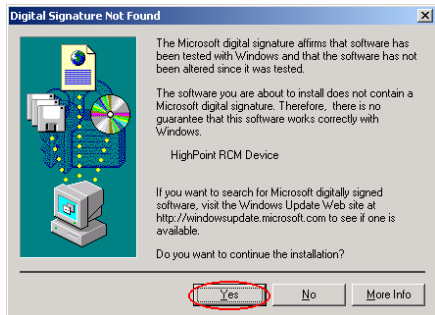 Digital Signature Not Found
The Microsoft digital signature affirms that software has
been tested with Windows and that the software has not
been altered since it was tested.
The software you are about to install does not contain a
Microsoft digital signature. Therefore, there is no
guarantee that this software works correctly with
Windows.
HighPoint RCM Device
If you want to search for Microsoft digitally signed
software, visit the Windows Update Web site at
http://windowsupdate.microsoft.com to see if one is
available.
Do you want to continue the installation?
Yes No More Info